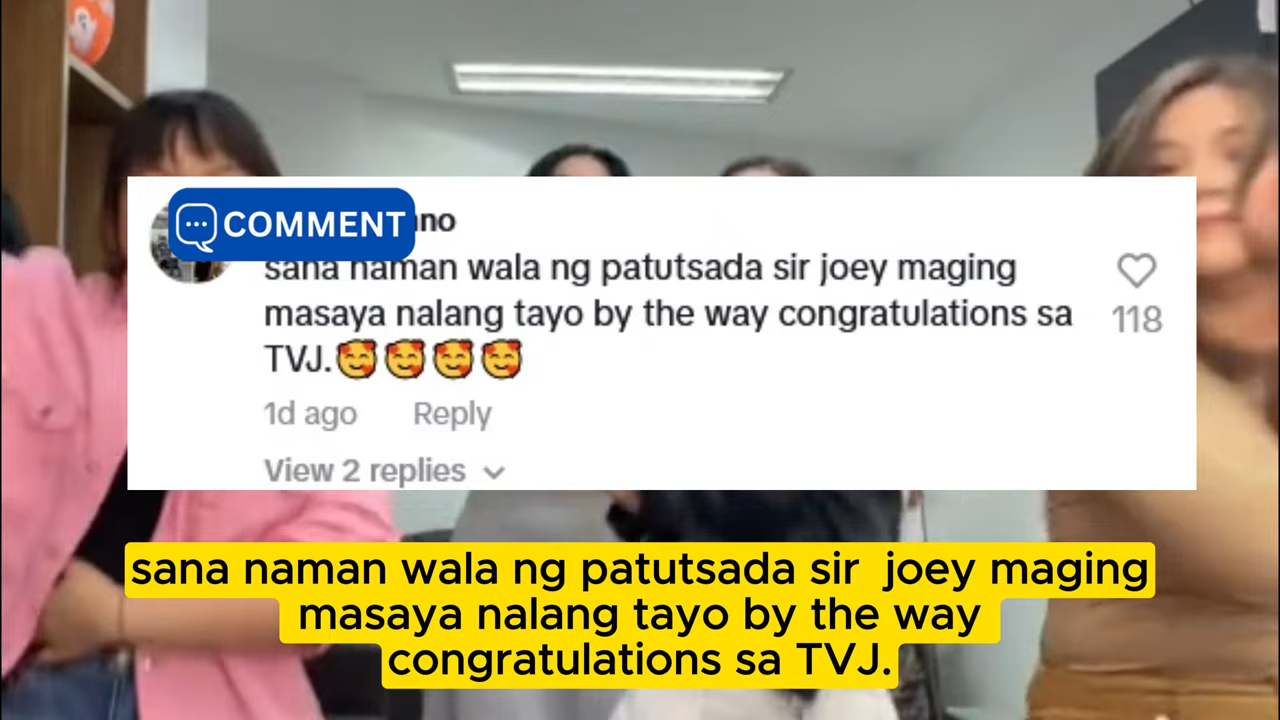 COMMENT
sana naman wala ng patutsada sir joey maging
masaya nalang tayo by the way congratulations sa
TVJ.🥰🥰🥰🥰
118
1d ago Reply
View 2 replies
sana naman wala ng patutsada sir joey maging
masaya nalang tayo by the way
congratulations sa TVJ.